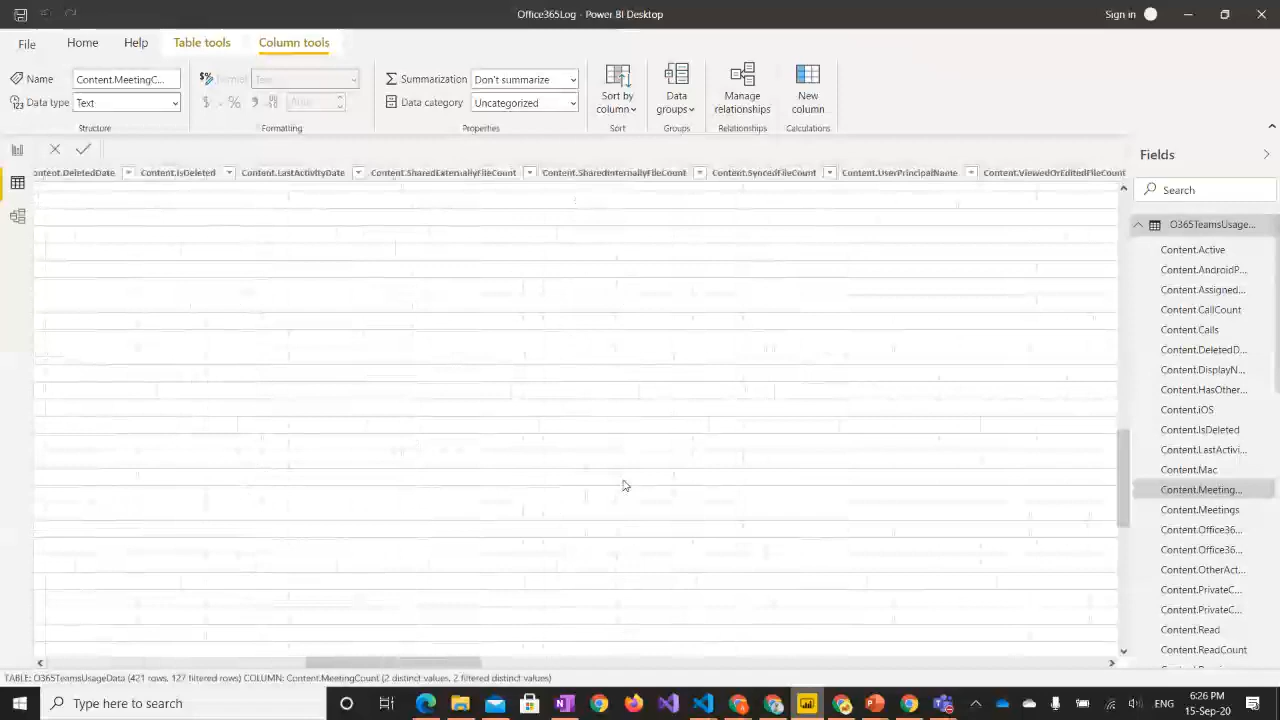 Office365Log - Power BI Desktop
Sign in
File
Home
Help
Table tools
Column tools
Name
Content.MeetingC...
Format
Text
Summarization
Don't summarize
Data type
Text
$
%
Auto
Data category
Uncategorized
Sort by
column
Data
groups
Manage
relationships
New
column
Structure
Formatting
Properties
Sort
Groups
Relationships
Calculations
Fields
ontent.DeletedDate
Content.IsDeleted
Content.LastActivityDate
Content.SharedExternallyFileCount
Content.SharedInternallyFileCount
Content.SyncedFileCount
Content.UserPrincipalName
Content.ViewedOrEditedFileCount
Search
O365TeamsUsage...
Content.Active
Content.AndroidP...
Content.Assigned...
Content.CallCount
Content.Calls
Content.DeletedD...
Content.DisplayN...
Content.HasOther...
Content.iOS
Content.IsDeleted
Content.LastActivi...
Content.Mac
Content.Meeting...
Content.Meetings
Content.Office36...
Content.Office36...
Content.OtherAct...
Content.PrivateC...
Content.PrivateC...
Content.Read
Content.ReadCount
TABLE: O365TeamsUsageData (421 rows, 127 filtered rows) COLUMN: Content.MeetingCount (2 distinct values, 2 filtered distinct values)
Type here to search
ENG
6:26 PM
15-Sep-20